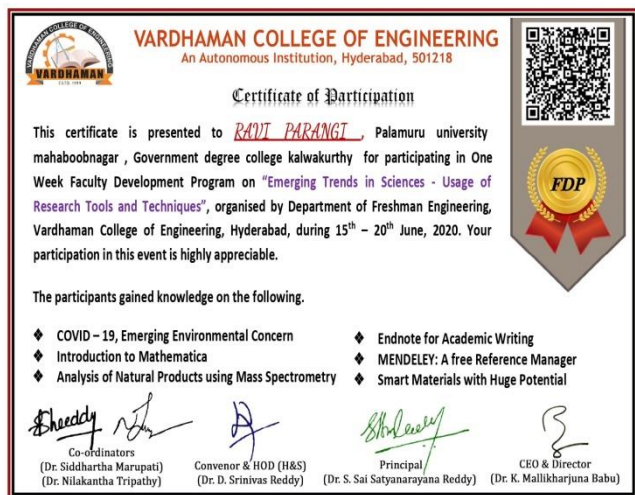 VARDHAMAN COLLEGE OF ENGINEERING
An Autonomous Institution, Hyderabad, 501218
VARDHAMAN
Certificate of Participation
This certificate is presented to RAVI PARANGI , Palamuru university
mahaboobnagar , Government degree college kalwakurthy for participating in One
Week Faculty Development Program on "Emerging Trends in Sciences - Usage of
Research Tools and Techniques", organised by Department of Freshman Engineering,
Vardhaman College of Engineering, Hyderabad, during 15th – 20th June, 2020. Your
participation in this event is highly appreciable.
FDP
The participants gained knowledge on the following.
❖ COVID – 19, Emerging Environmental Concern
❖ Introduction to Mathematica
❖ Analysis of Natural Products using Mass Spectrometry
❖ Endnote for Academic Writing
❖ MENDELEY: A free Reference Manager
❖ Smart Materials with Huge Potential
Co-ordinators
(Dr. Siddhartha Marupati)
(Dr. Nilakantha Tripathy)
Convenor & HOD (H&S)
(Dr. D. Srinivas Reddy)
Principal
(Dr. S. Sai Satyanarayana Reddy)
CEO & Director
(Dr. K. Mallikharjuna Babu)